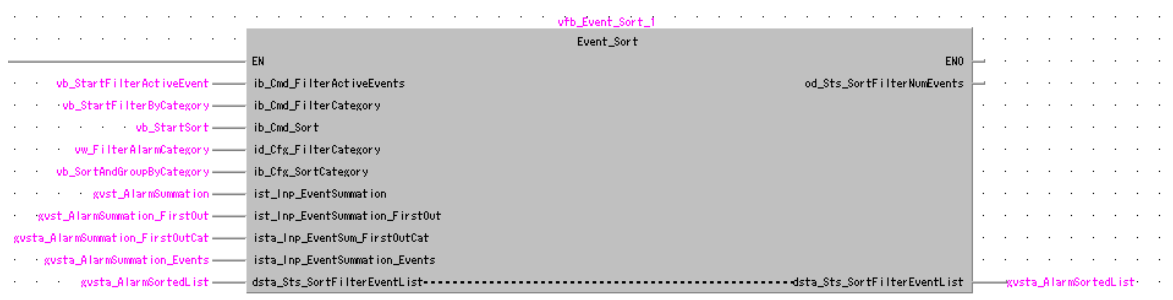 vfb_Event_Sort_1
Event_Sort
EN ENO
vb_StartFilterActiveEvent ib_Cmd_FilterActiveEvents od_Sts_SortFilterNumEvents
vb_StartFilterByCategory ib_Cmd_FilterCategory
vb_StartSort ib_Cmd_Sort
vw_FilterAlarmCategory id_Cfg_FilterCategory
vb_SortAndGroupByCategory ib_Cfg_SortCategory
gvst_AlarmSummation ist_Inp_EventSummation
gvst_AlarmSummation_FirstOut ist_Inp_EventSummation_FirstOut
gvsta_AlarmSummation_FirstOutCat ista_Inp_EventSum_FirstOutCat
gvsta_AlarmSummation_Events ista_Inp_EventSummation_Events
gvsta_AlarmSortedList dsta_Sts_SortFilterEventList dsta_Sts_SortFilterEventList gvsta_AlarmSortedList